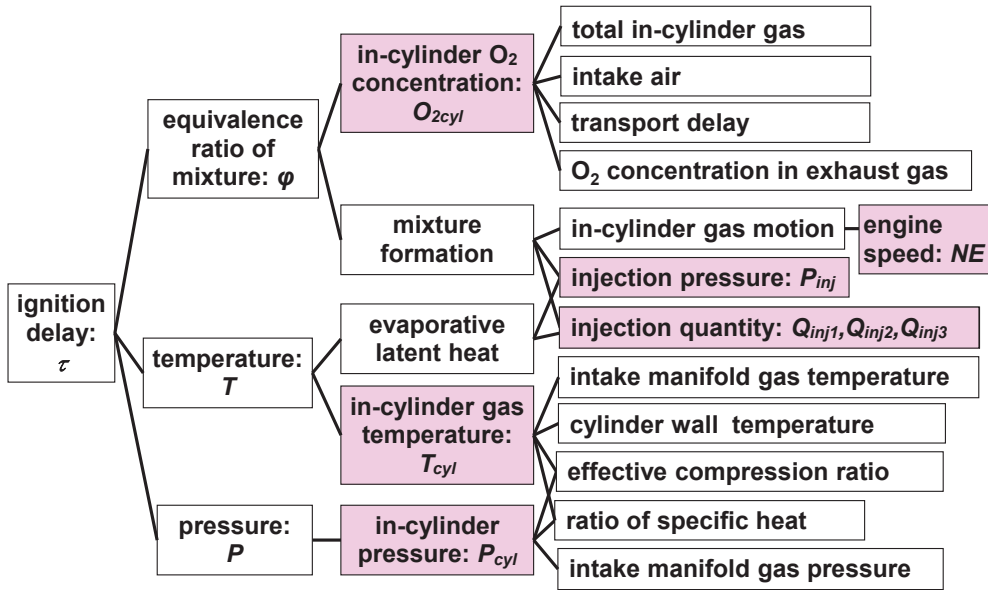 ignition
delay:
τ
equivalence
ratio of
mixture: φ
temperature:
T
pressure:
P
in-cylinder O₂
concentration:
O₂cyl
mixture
formation
evaporative
latent heat
in-cylinder gas
temperature:
Tcyl
in-cylinder
pressure: Pcyl
total in-cylinder gas
intake air
transport delay
O₂ concentration in exhaust gas
in-cylinder gas motion
engine
speed: NE
injection pressure: Pinj
injection quantity: Qinj1,Qinj2,Qinj3
intake manifold gas temperature
cylinder wall temperature
effective compression ratio
ratio of specific heat
intake manifold gas pressure